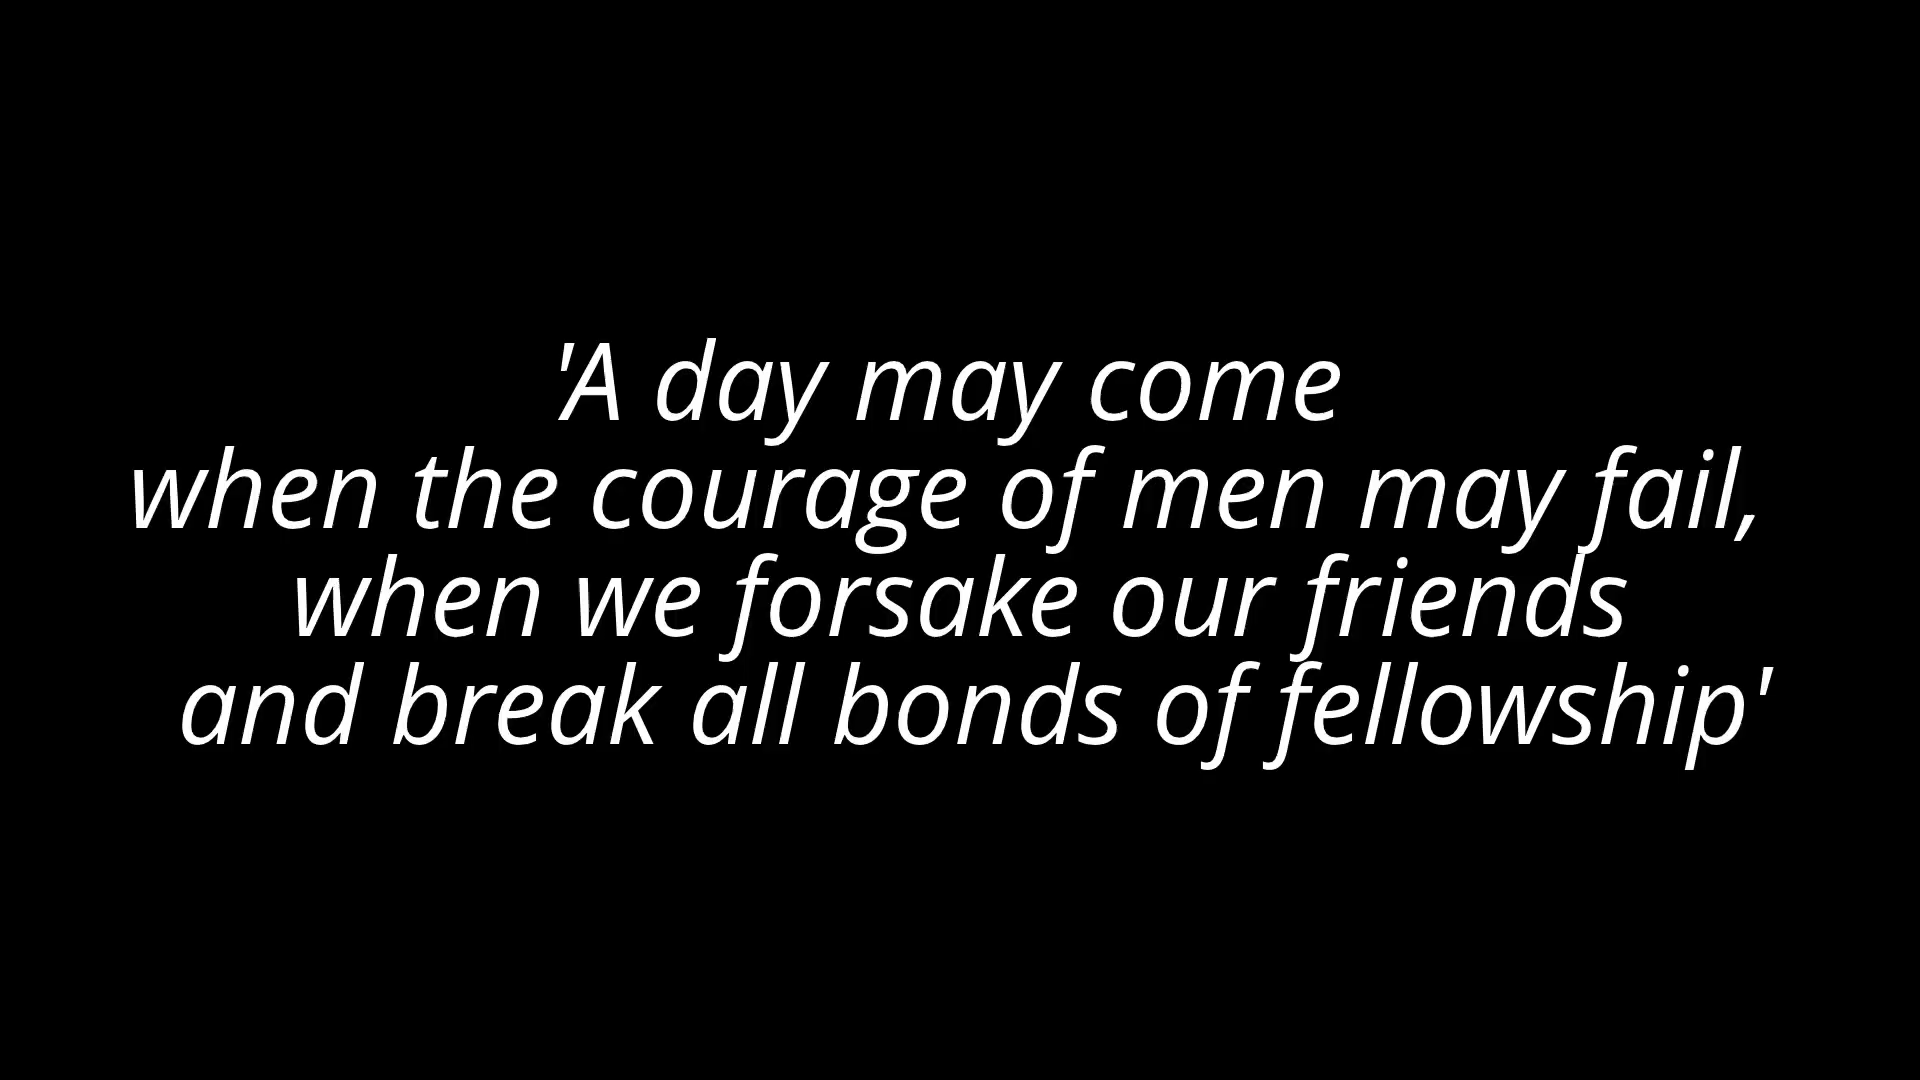 'A day may come
when the courage of men may fail,
when we forsake our friends
and break all bonds of fellowship'